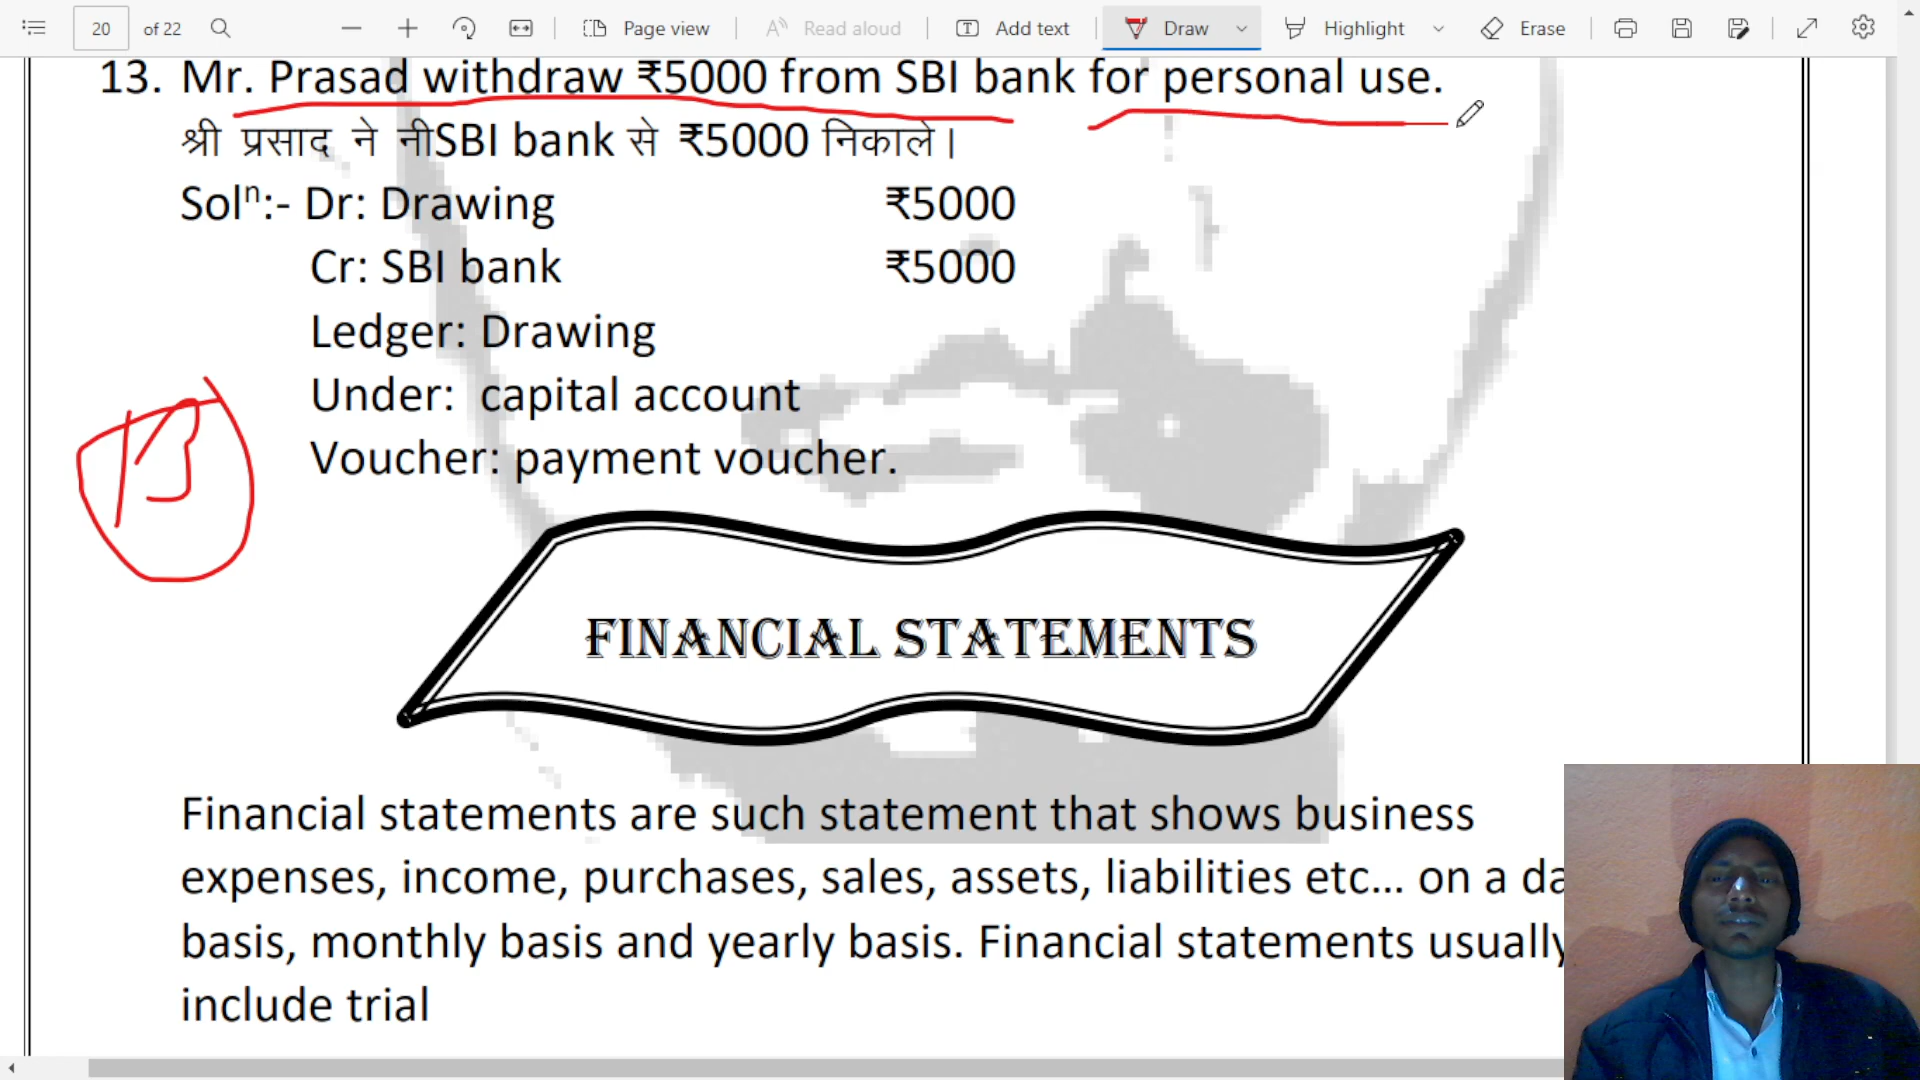 20 of 22 Page view Read aloud Add text Draw Highlight Erase
13. Mr. Prasad withdraw ₹5000 from SBI bank for personal use.
श्री प्रसाद ने नीSBI bank से ₹5000 निकाले।
Solⁿ:- Dr: Drawing ₹5000
Cr: SBI bank ₹5000
Ledger: Drawing
Under: capital account
Voucher: payment voucher.
13
FINANCIAL STATEMENTS
Financial statements are such statement that shows business
expenses, income, purchases, sales, assets, liabilities etc... on a da
basis, monthly basis and yearly basis. Financial statements usually
include trial